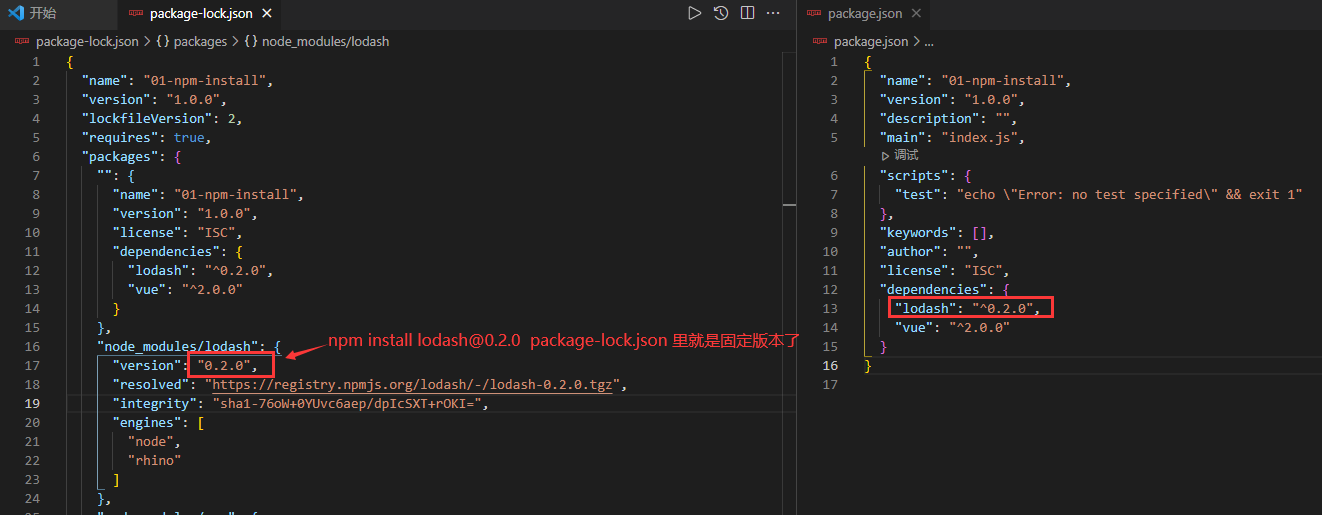 开始
package-lock.json
package-lock.json > {} packages > {} node_modules/lodash
1 {
2 "name": "01-npm-install",
3 "version": "1.0.0",
4 "lockfileVersion": 2,
5 "requires": true,
6 "packages": {
7 "": {
8 "name": "01-npm-install",
9 "version": "1.0.0",
10 "license": "ISC",
11 "dependencies": {
12 "lodash": "^0.2.0",
13 "vue": "^2.0.0"
14 }
15 },
16 "node_modules/lodash": {
17 "version": "0.2.0",
18 "resolved": "https://registry.npmjs.org/lodash/-/lodash-0.2.0.tgz",
19 "integrity": "sha1-76oW+0YUvc6aep/dpIcSXT+rOKI=",
20 "engines": [
21 "node",
22 "rhino"
23 ]
24 },
npm install lodash@0.2.0 package-lock.json 里就是固定版本了
package.json
package.json > ...
1 {
2 "name": "01-npm-install",
3 "version": "1.0.0",
4 "description": "",
5 "main": "index.js",
调试
6 "scripts": {
7 "test": "echo \"Error: no test specified\" && exit 1"
8 },
9 "keywords": [],
10 "author": "",
11 "license": "ISC",
12 "dependencies": {
13 "lodash": "^0.2.0",
14 "vue": "^2.0.0"
15 }
16 }
17